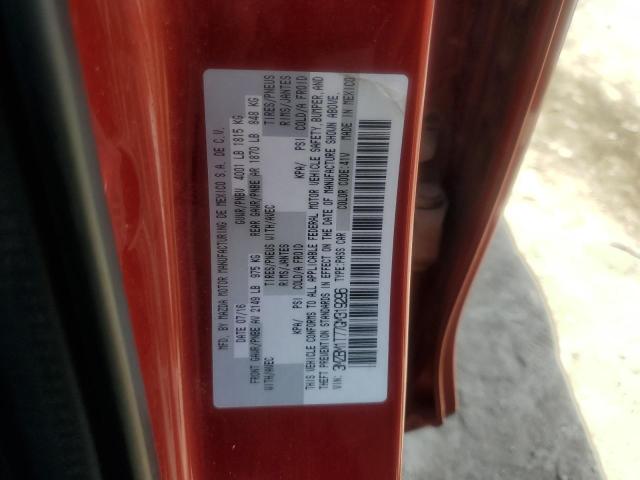 MFD. BY MAZDA MOTOR MANUFACTURING DE MEXICO S.A. DE C.V.
DATE: 07/16 GVWR/PNBV 4001 LB 1815 KG
FRONT GAWR/PNBE AV 2149 LB 975 KG REAR GAWR/PNBE AR 1870 LB 848 KG
WITH/AVEC TIRES/PNEUS WITH/AVEC TIRES/PNEUS
RIMS/JANTES RIMS/JANTES
KPA/ PSI COLD/A FROID KPA/ PSI COLD/A FROID
THIS VEHICLE CONFORMS TO ALL APPLICABLE FEDERAL MOTOR VEHICLE SAFETY, BUMPER, AND
THEFT PREVENTION STANDARDS IN EFFECT ON THE DATE OF MANUFACTURE SHOWN ABOVE.
VIN: 3MZBM1T77GM319296 TYPE:PASS CAR COLOR CODE:41V MADE IN MEXICO